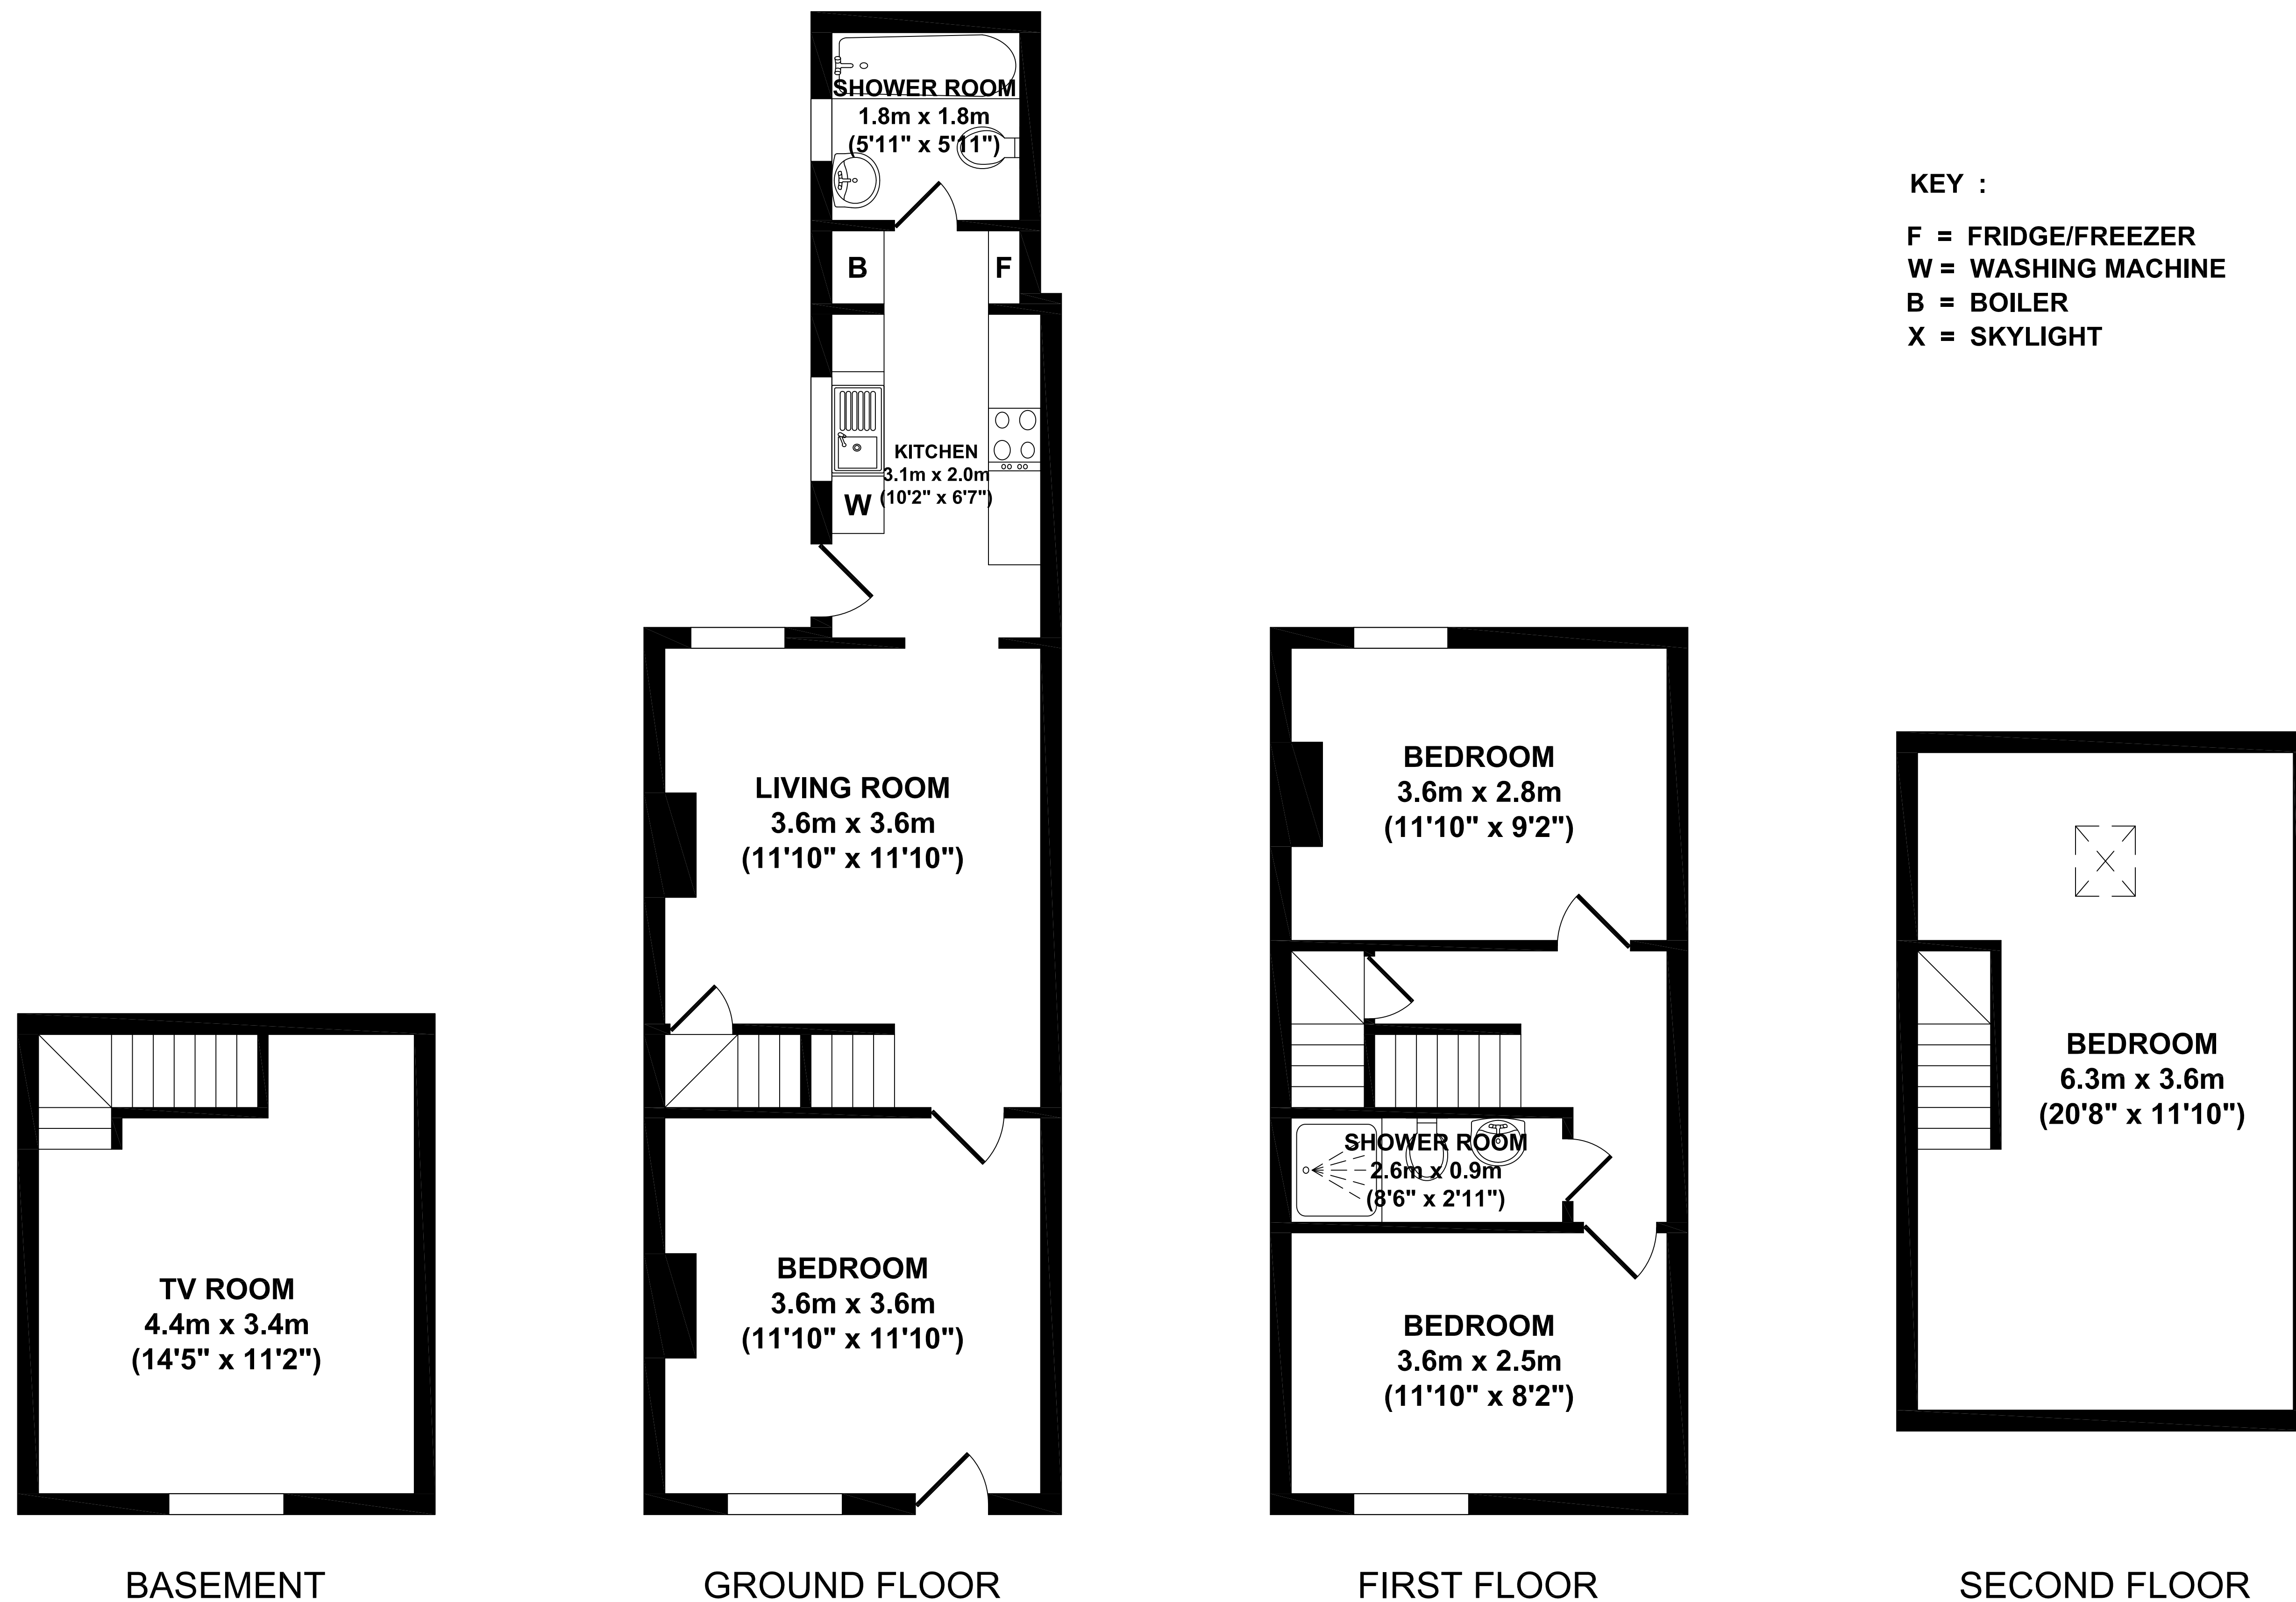 SHOWER ROOM
1.8m x 1.8m
(5'11" x 5'11")
B
F
KITCHEN
3.1m x 2.0m
(10'2" x 6'7")
W
KEY :
F = FRIDGE/FREEZER
W = WASHING MACHINE
B = BOILER
X = SKYLIGHT
LIVING ROOM
3.6m x 3.6m
(11'10" x 11'10")
BEDROOM
3.6m x 2.8m
(11'10" x 9'2")
BEDROOM
6.3m x 3.6m
(20'8" x 11'10")
SHOWER ROOM
2.6m x 0.9m
(8'6" x 2'11")
TV ROOM
4.4m x 3.4m
(14'5" x 11'2")
BEDROOM
3.6m x 3.6m
(11'10" x 11'10")
BEDROOM
3.6m x 2.5m
(11'10" x 8'2")
BASEMENT
GROUND FLOOR
FIRST FLOOR
SECOND FLOOR